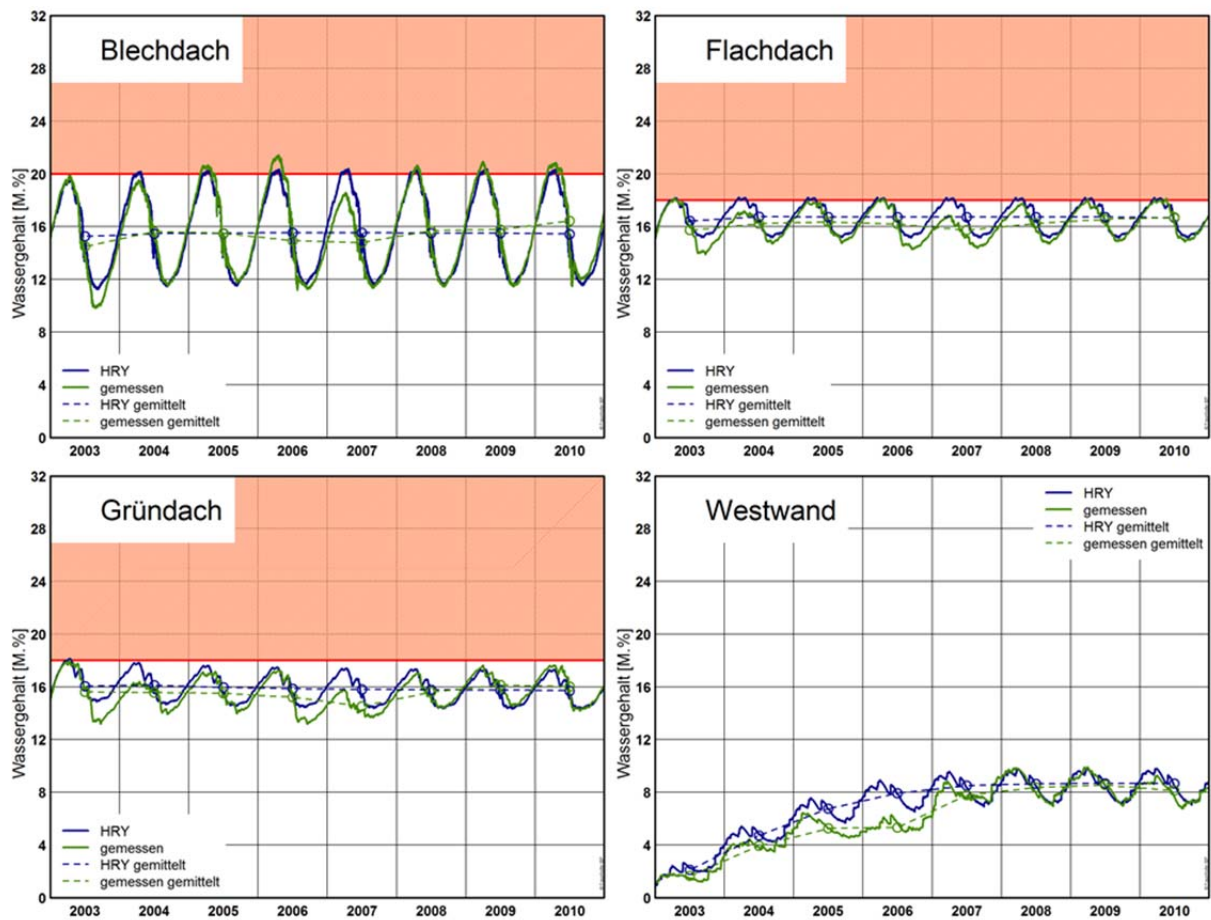 Blechdach
Wassergehalt [M.%]
32
28
24
20
16
12
8
4
0
HRY
gemessen
HRY gemittelt
gemessen gemittelt
2003 2004 2005 2006 2007 2008 2009 2010
Flachdach
Wassergehalt [M.%]
32
28
24
20
16
12
8
4
0
HRY
gemessen
HRY gemittelt
gemessen gemittelt
2003 2004 2005 2006 2007 2008 2009 2010
Gründach
Wassergehalt [M.%]
32
28
24
20
16
12
8
4
0
HRY
gemessen
HRY gemittelt
gemessen gemittelt
2003 2004 2005 2006 2007 2008 2009 2010
Westwand
Wassergehalt [M.%]
32
28
24
20
16
12
8
4
0
HRY
gemessen
HRY gemittelt
gemessen gemittelt
2003 2004 2005 2006 2007 2008 2009 2010